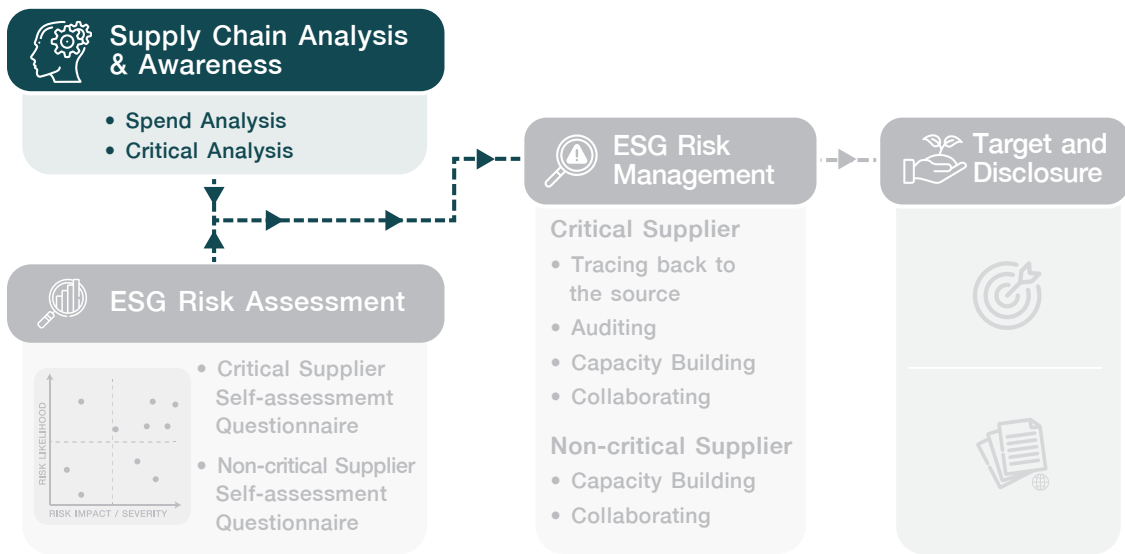 Supply Chain Analysis
& Awareness
• Spend Analysis
• Critical Analysis
ESG Risk Assessment
RISK LIKELIHOOD
RISK IMPACT / SEVERITY
• Critical Supplier
Self-assessemt
Questionnaire
• Non-critical Supplier
Self-assessment
Questionnaire
ESG Risk
Management
Critical Supplier
• Tracing back to
the source
• Auditing
• Capacity Building
• Collaborating
Non-critical Supplier
• Capacity Building
• Collaborating
Target and
Disclosure